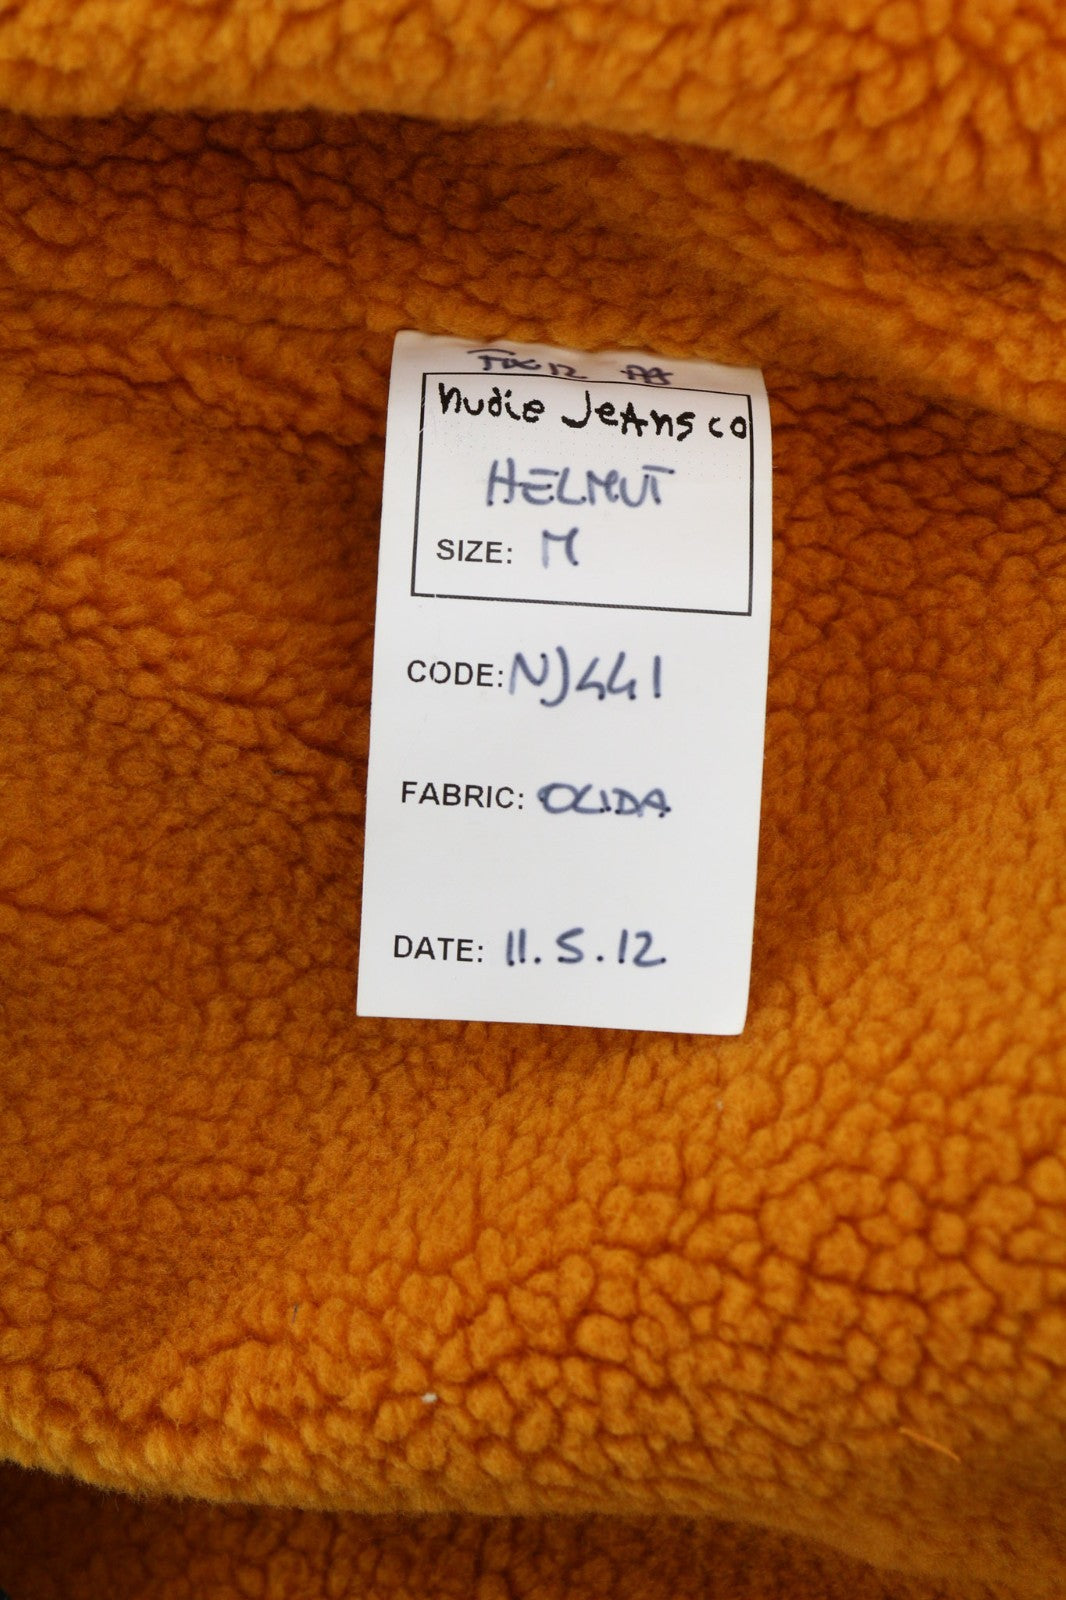 nudie Jeans co
HELMUT
SIZE: M
CODE: NJ441
FABRIC: OLIDA
DATE: 11.5.12